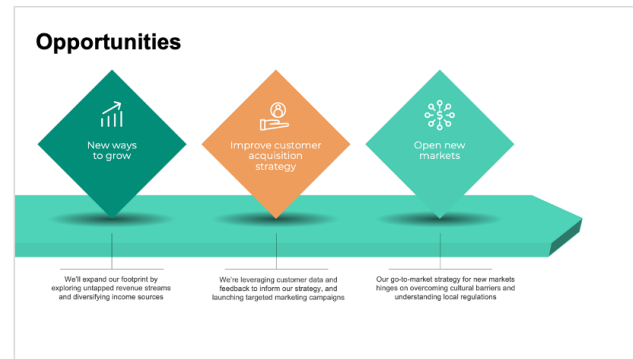 Opportunities
New ways
to grow
Improve customer
acquisition
strategy
Open new
markets
We'll expand our footprint by
exploring untapped revenue streams
and diversifying income sources
We're leveraging customer data and
feedback to inform our strategy, and
launching targeted marketing campaigns
Our go-to-market strategy for new markets
hinges on overcoming cultural barriers and
understanding local regulations